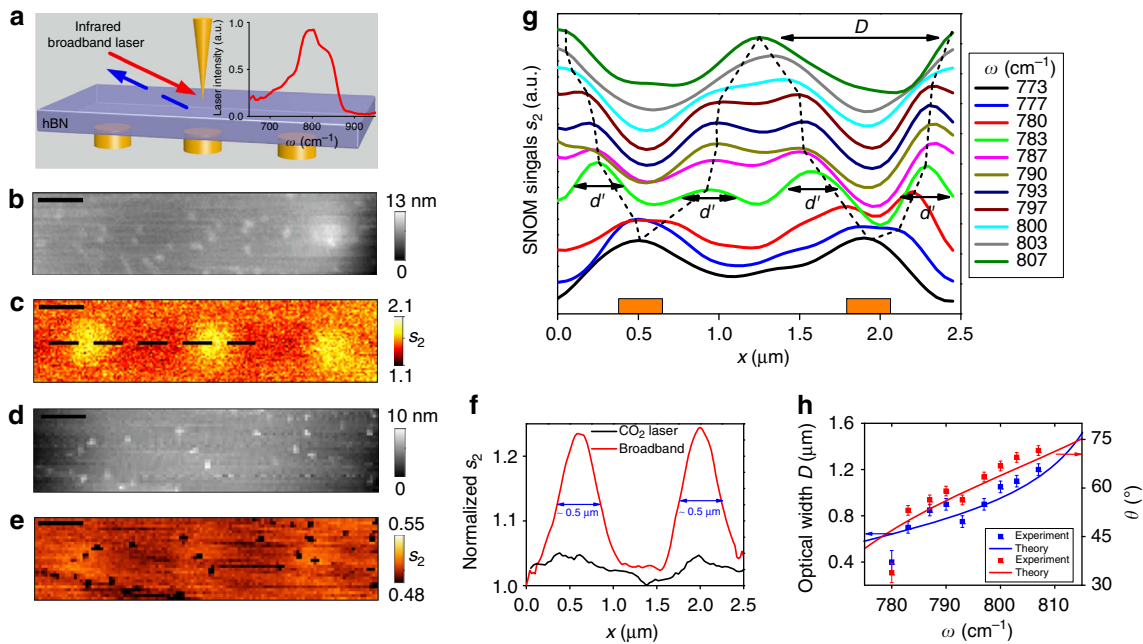 a
Infrared
broadband laser
hBN
Laser intensity (a.u.)
1.0
0.5
0.0
700 800 900
ω (cm⁻¹)
b
13 nm
0
c
2.1
s₂
1.1
d
10 nm
0
e
0.55
s₂
0.48
g
SNOM singals s₂ (a.u.)
D
d'
d'
d'
d'
0.0 0.5 1.0 1.5 2.0 2.5
x (μm)
ω (cm⁻¹)
773
777
780
783
787
790
793
797
800
803
807
f
Normalized s₂
1.2
1.1
1.0
CO₂ laser
Broadband
~ 0.5 μm
~ 0.5 μm
0.0 0.5 1.0 1.5 2.0 2.5
x (μm)
h
Optical width D (μm)
1.6
1.2
0.8
0.4
75
60
45
30
θ (°)
Experiment
Theory
Experiment
Theory
780 790 800 810
ω (cm⁻¹)